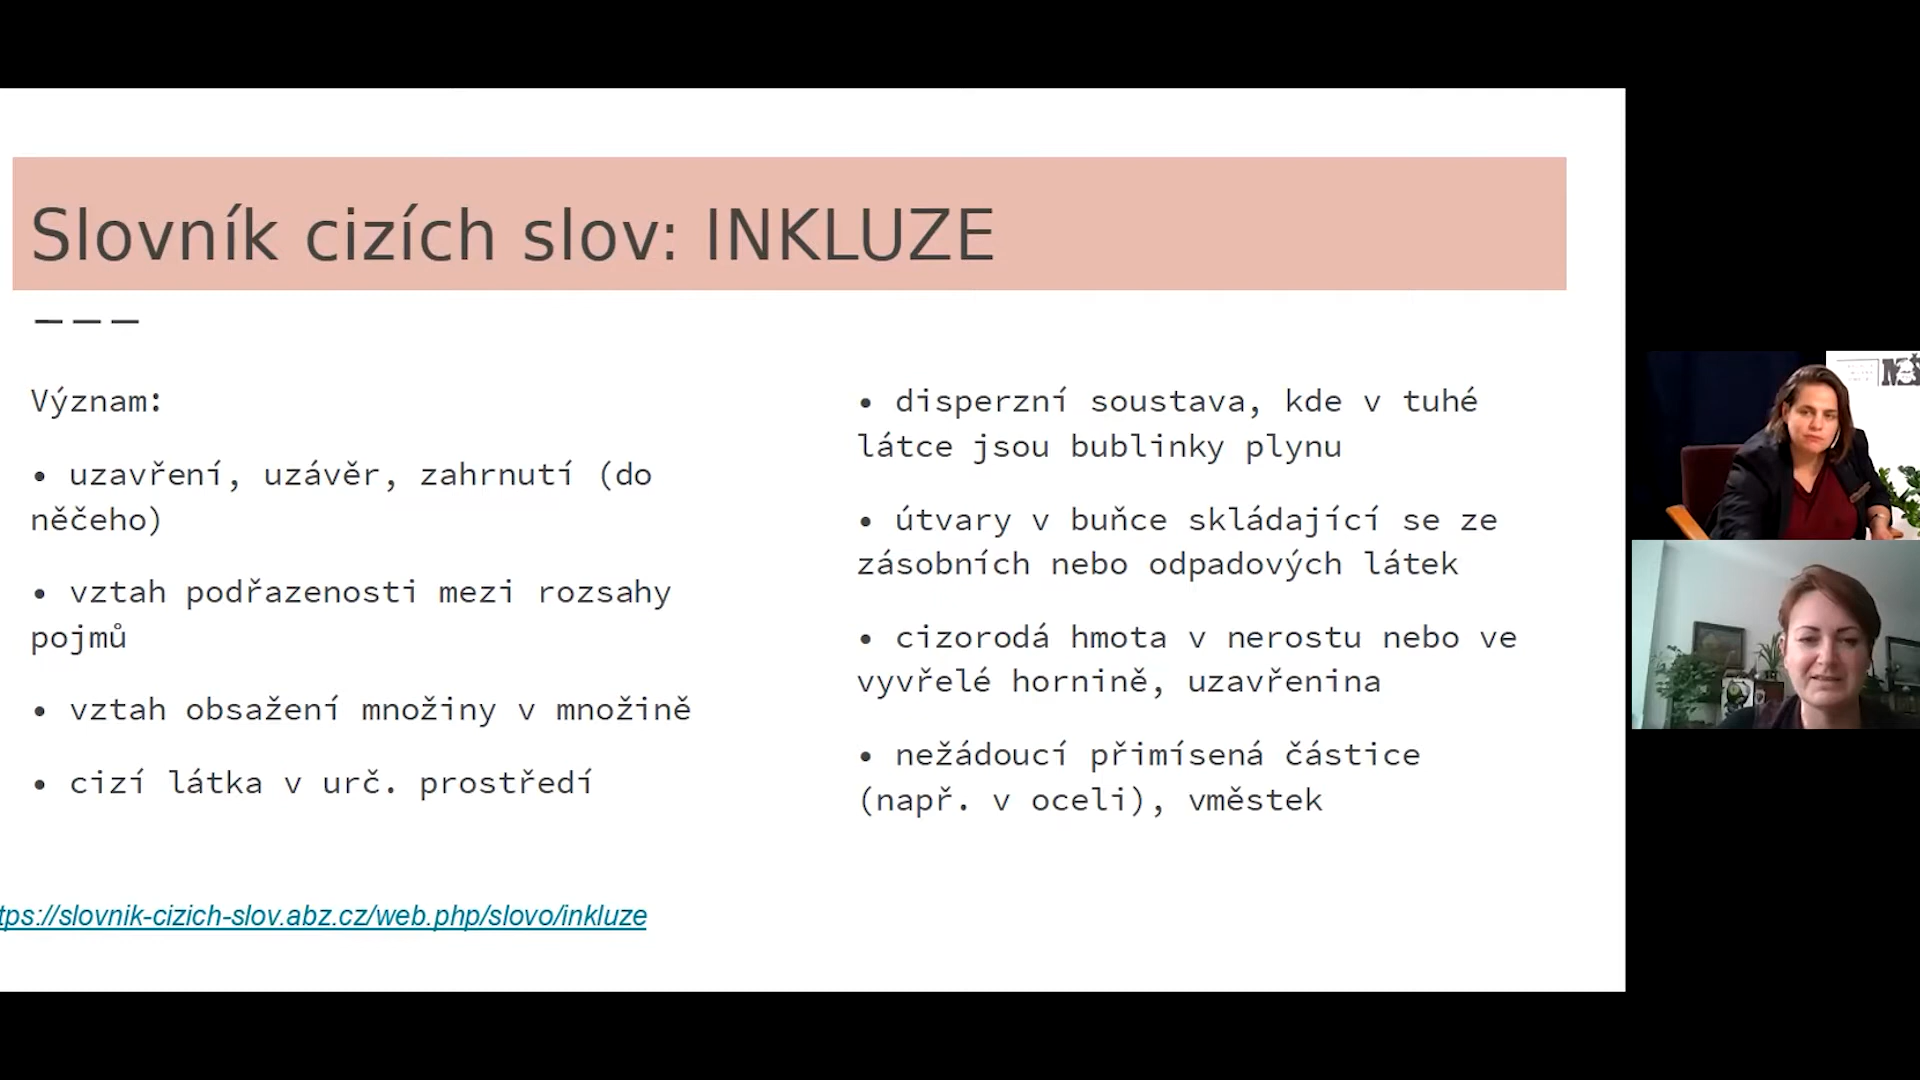 Slovník cizích slov: INKLUZE
Význam:
• uzavření, uzávěr, zahrnutí (do
něčeho)
• vztah podřazenosti mezi rozsahy
pojmů
• vztah obsažení množiny v množině
• cizí látka v urč. prostředí
• disperzní soustava, kde v tuhé
látce jsou bublinky plynu
• útvary v buňce skládající se ze
zásobních nebo odpadových látek
• cizorodá hmota v nerostu nebo ve
vyvřelé hornině, uzavřenina
• nežádoucí přimísená částice
(např. v oceli), vměstek
tps://slovnik-cizich-slov.abz.cz/web.php/slovo/inkluze